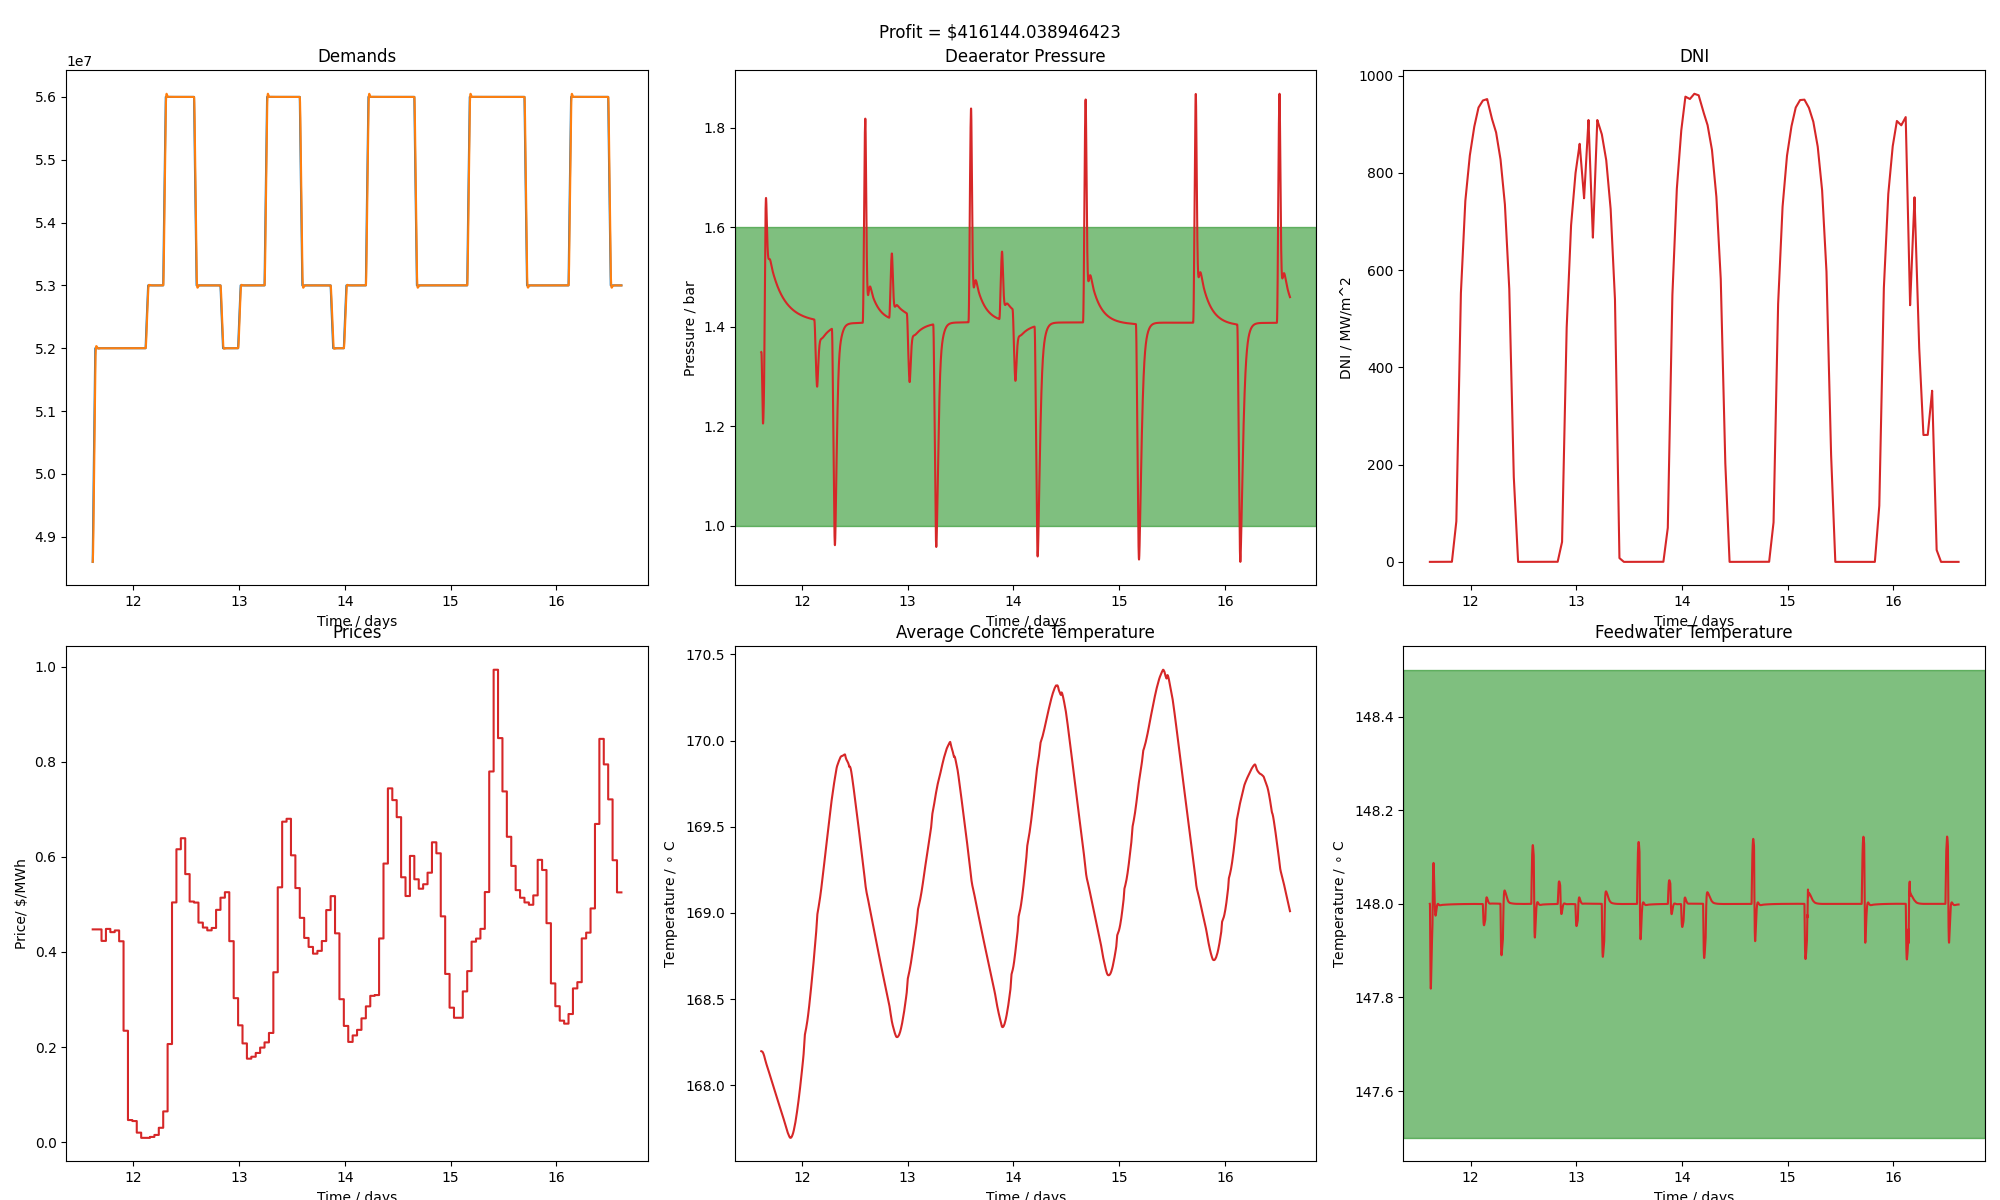 Profit = $416144.038946423
Demands
1e7
5.6
5.5
5.4
5.3
5.2
5.1
5.0
4.9
12 13 14 15 16
Time / days
Deaerator Pressure
Pressure / bar
1.8
1.6
1.4
1.2
1.0
12 13 14 15 16
Time / days
DNI
DNI / MW/m^2
1000
800
600
400
200
0
12 13 14 15 16
Time / days
Prices
Price/ $/MWh
1.0
0.8
0.6
0.4
0.2
0.0
12 13 14 15 16
Time / days
Average Concrete Temperature
Temperature / ∘ C
170.5
170.0
169.5
169.0
168.5
168.0
12 13 14 15 16
Time / days
Feedwater Temperature
Temperature / ∘ C
148.4
148.2
148.0
147.8
147.6
12 13 14 15 16
Time / days